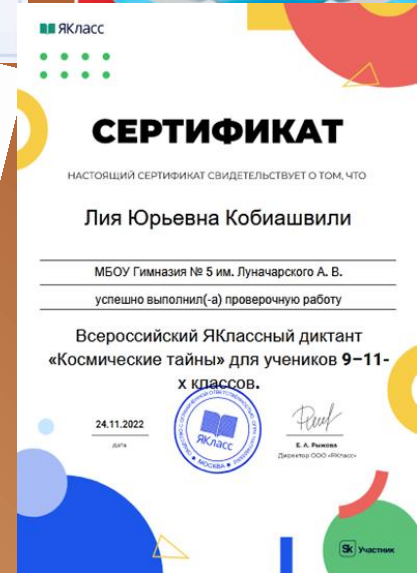 ЯКласс
СЕРТИФИКАТ
НАСТОЯЩИЙ СЕРТИФИКАТ СВИДЕТЕЛЬСТВУЕТ О ТОМ, ЧТО
Лия Юрьевна Кобиашвили
МБОУ Гимназия № 5 им. Луначарского А. В.
успешно выполнил(-а) проверочную работу
Всероссийский ЯКлассный диктант
«Космические тайны» для учеников 9–11-
х классов.
24.11.2022
дата
ЯКласс
МОСКВА
Е. А. Рыжова
Директор ООО «ЯКласс»
Sk Участник